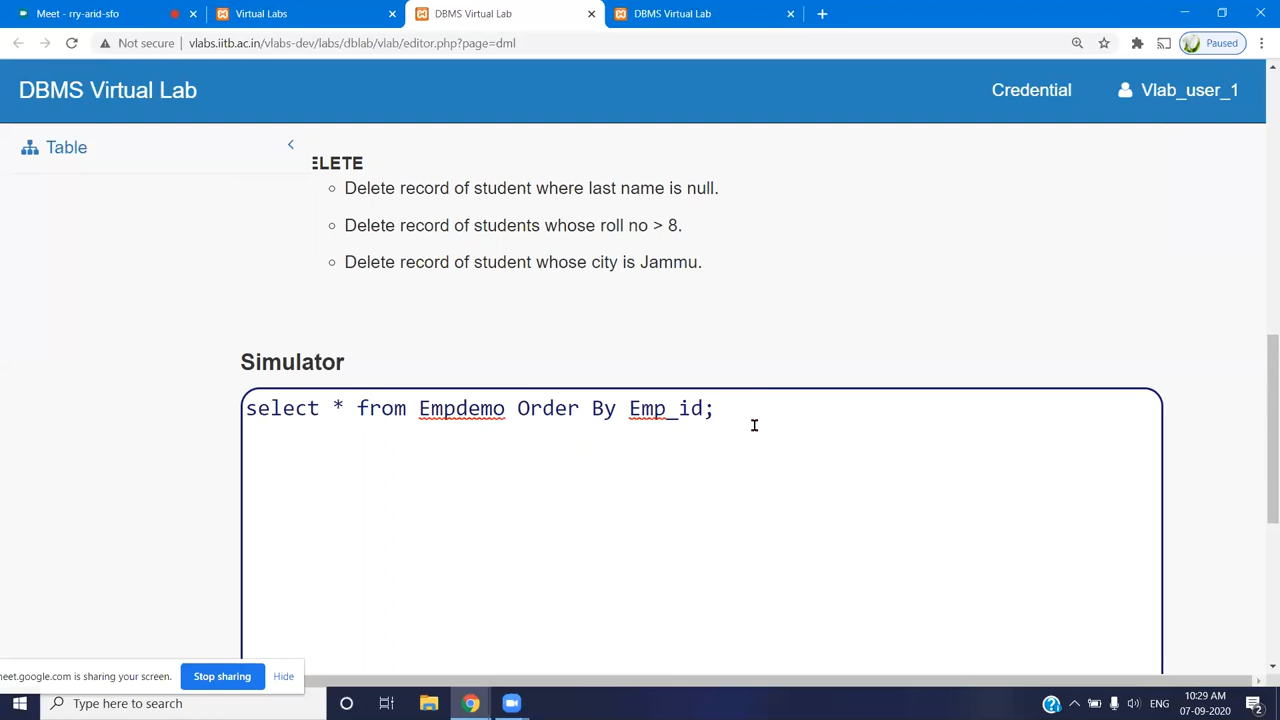 Meet - rry-arid-sfo
Virtual Labs
DBMS Virtual Lab
DBMS Virtual Lab
Not secure
vlabs.iitb.ac.in/vlabs-dev/labs/dblab/vlab/editor.php?page=dml
Paused
DBMS Virtual Lab
Credential
Vlab_user_1
Table
ELETE
Delete record of student where last name is null.
Delete record of students whose roll no > 8.
Delete record of student whose city is Jammu.
Simulator
select * from Empdemo Order By Emp_id;
meet.google.com is sharing your screen.
Stop sharing
Hide
Type here to search
ENG
10:29 AM
07-09-2020
2